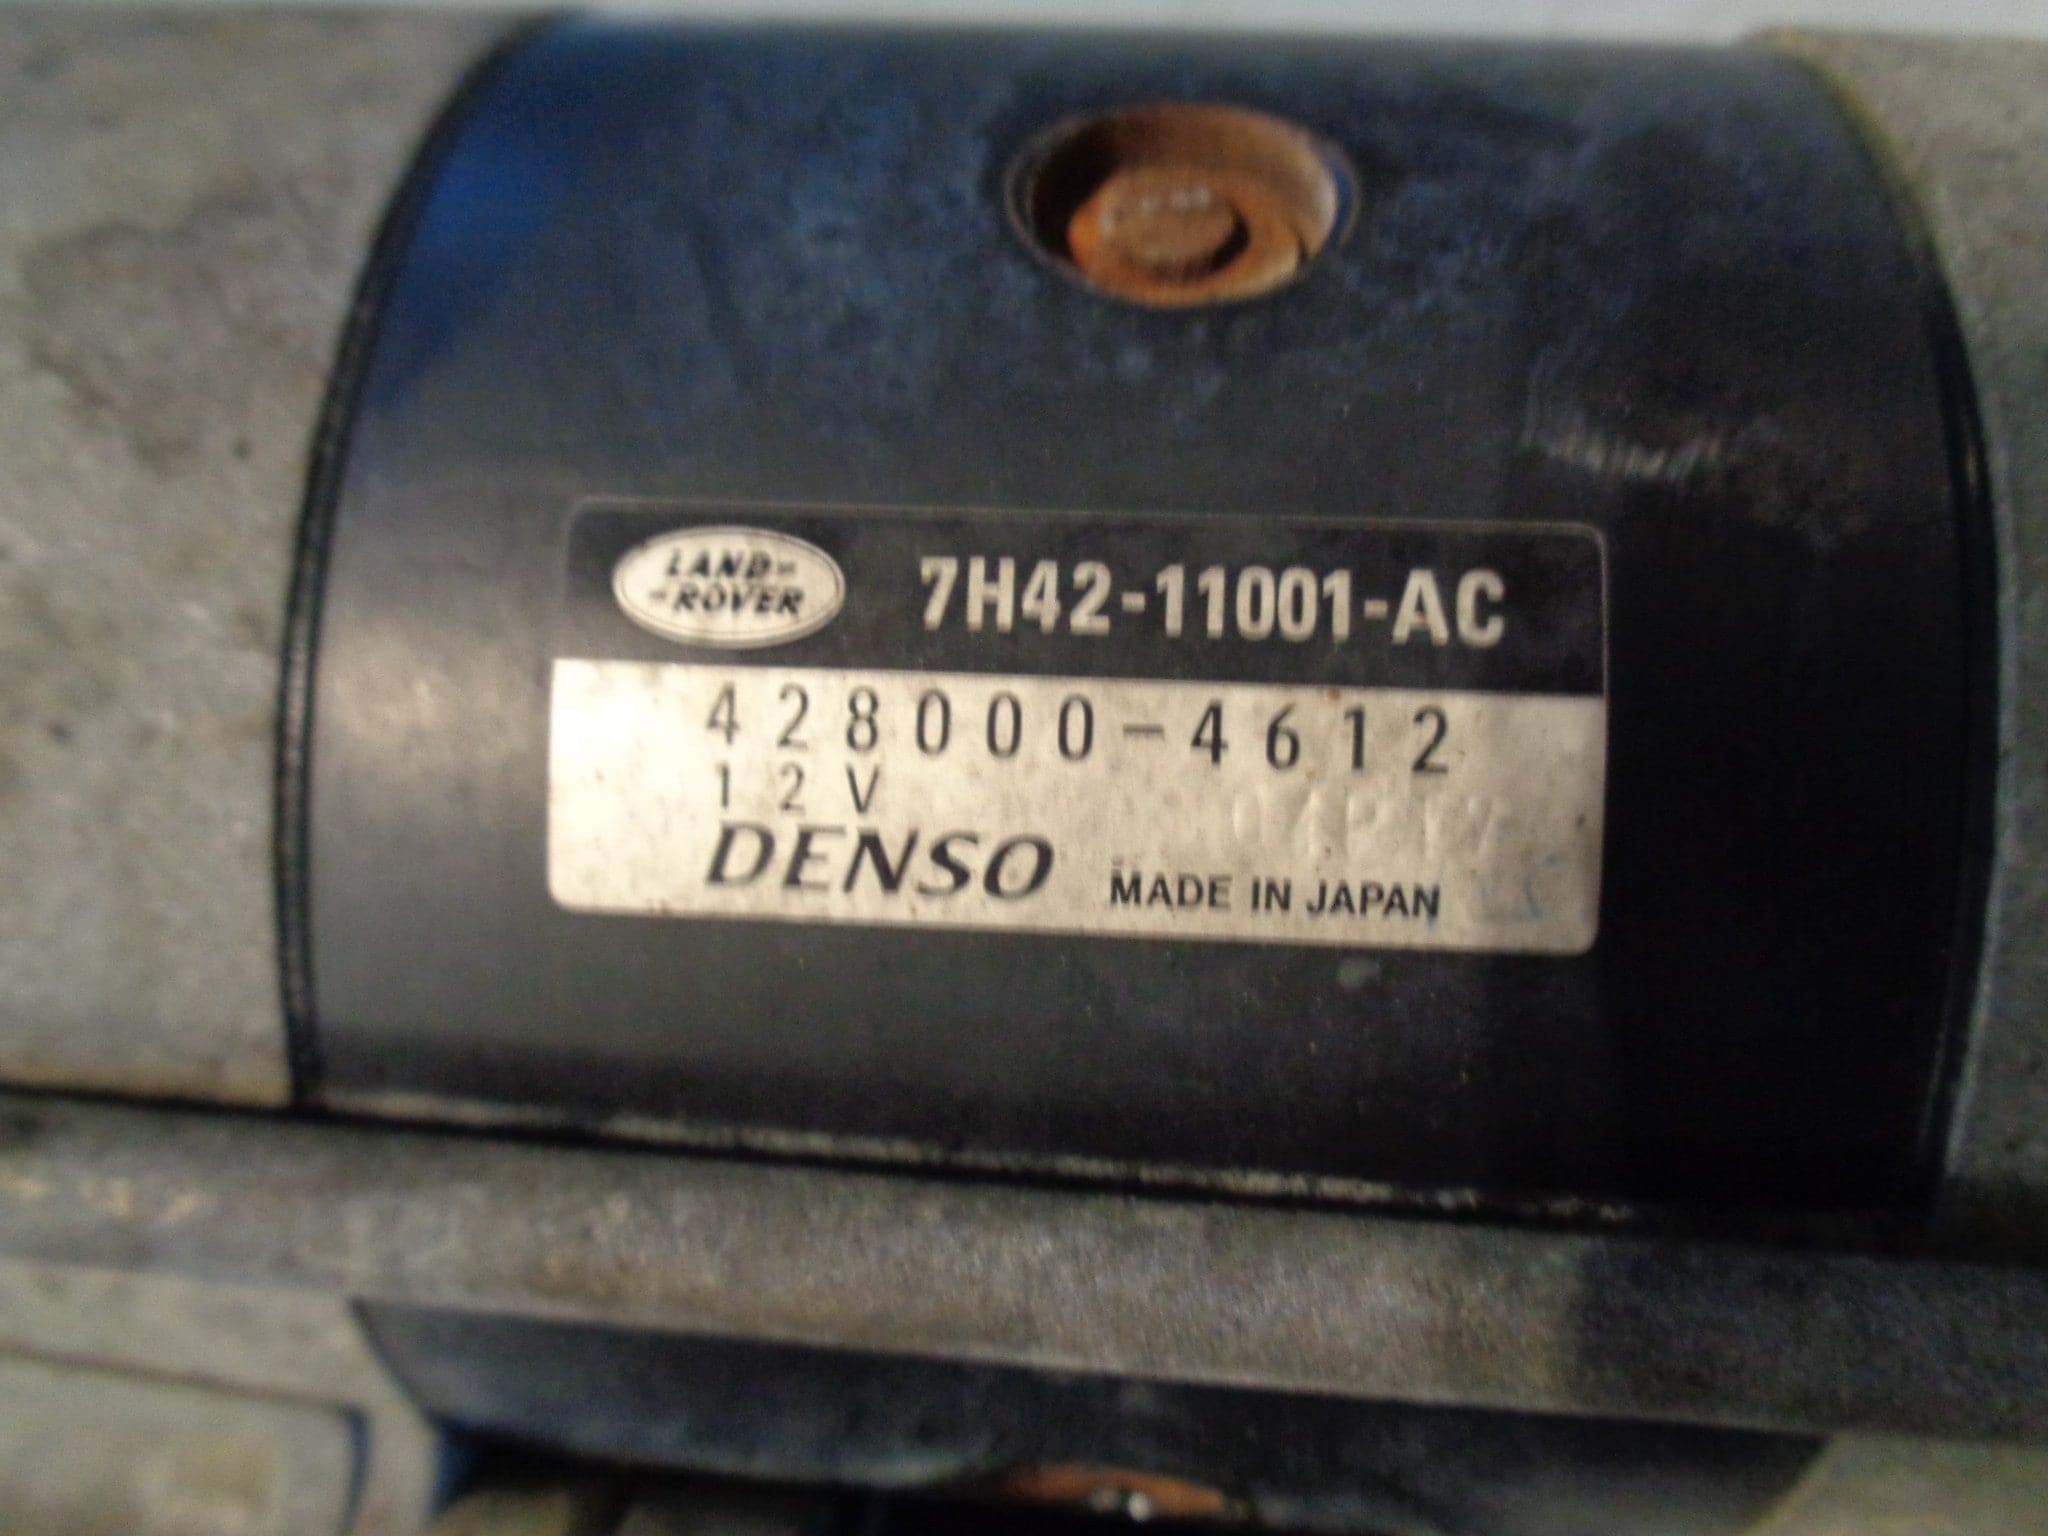 LAND
ROVER
7H42-11001-AC
428000-4612
12V
DENSO MADE IN JAPAN